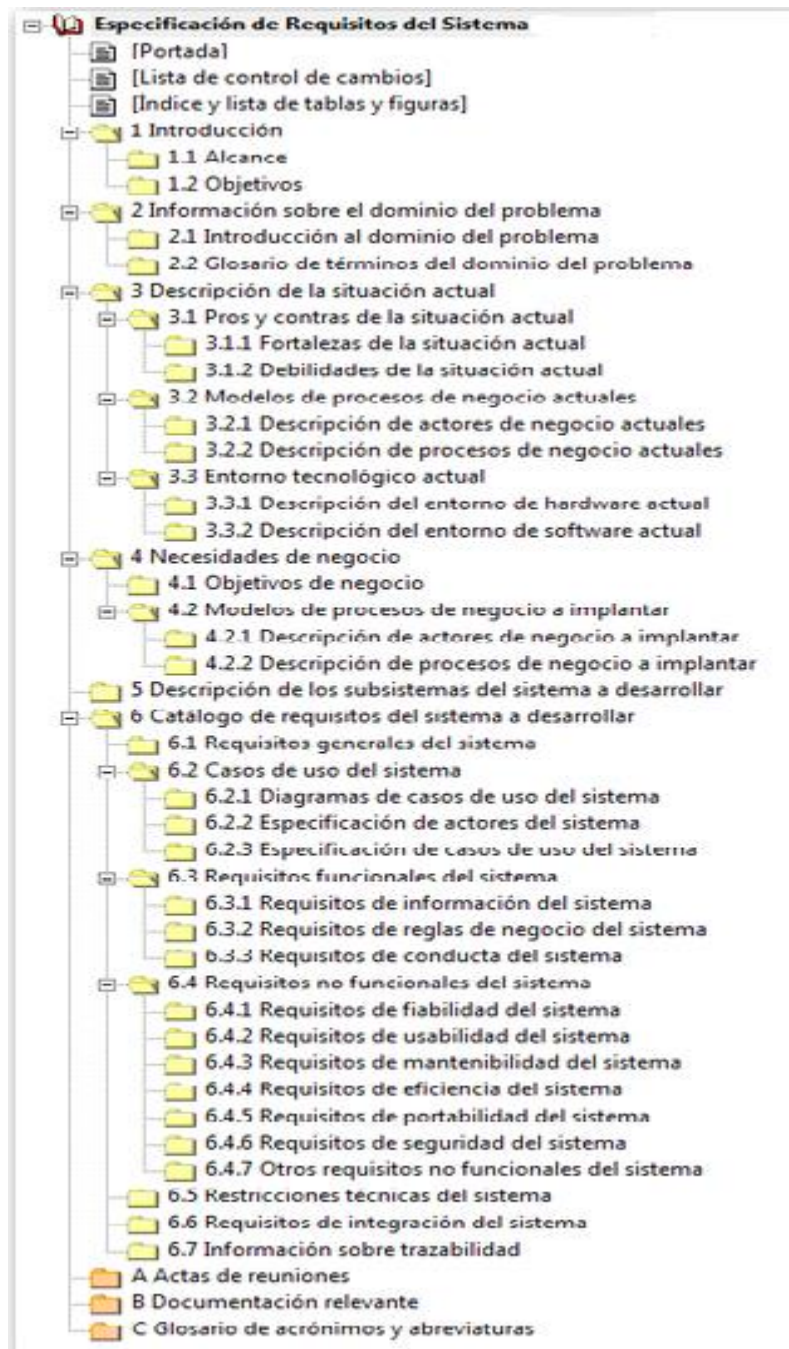 Especificación de Requisitos del Sistema
[Portada]
[Lista de control de cambios]
[Índice y lista de tablas y figuras]
1 Introducción
1.1 Alcance
1.2 Objetivos
2 Información sobre el dominio del problema
2.1 Introducción al dominio del problema
2.2 Glosario de términos del dominio del problema
3 Descripción de la situación actual
3.1 Pros y contras de la situación actual
3.1.1 Fortalezas de la situación actual
3.1.2 Debilidades de la situación actual
3.2 Modelos de procesos de negocio actuales
3.2.1 Descripción de actores de negocio actuales
3.2.2 Descripción de procesos de negocio actuales
3.3 Entorno tecnológico actual
3.3.1 Descripción del entorno de hardware actual
3.3.2 Descripción del entorno de software actual
4 Necesidades de negocio
4.1 Objetivos de negocio
4.2 Modelos de procesos de negocio a implantar
4.2.1 Descripción de actores de negocio a implantar
4.2.2 Descripción de procesos de negocio a implantar
5 Descripción de los subsistemas del sistema a desarrollar
6 Catálogo de requisitos del sistema a desarrollar
6.1 Requisitos generales del sistema
6.2 Casos de uso del sistema
6.2.1 Diagramas de casos de uso del sistema
6.2.2 Especificación de actores del sistema
6.2.3 Especificación de casos de uso del sistema
6.3 Requisitos funcionales del sistema
6.3.1 Requisitos de información del sistema
6.3.2 Requisitos de reglas de negocio del sistema
6.3.3 Requisitos de conducta del sistema
6.4 Requisitos no funcionales del sistema
6.4.1 Requisitos de fiabilidad del sistema
6.4.2 Requisitos de usabilidad del sistema
6.4.3 Requisitos de mantenibilidad del sistema
6.4.4 Requisitos de eficiencia del sistema
6.4.5 Requisitos de portabilidad del sistema
6.4.6 Requisitos de seguridad del sistema
6.4.7 Otros requisitos no funcionales del sistema
6.5 Restricciones técnicas del sistema
6.6 Requisitos de integración del sistema
6.7 Información sobre trazabilidad
A Actas de reuniones
B Documentación relevante
C Glosario de acrónimos y abreviaturas